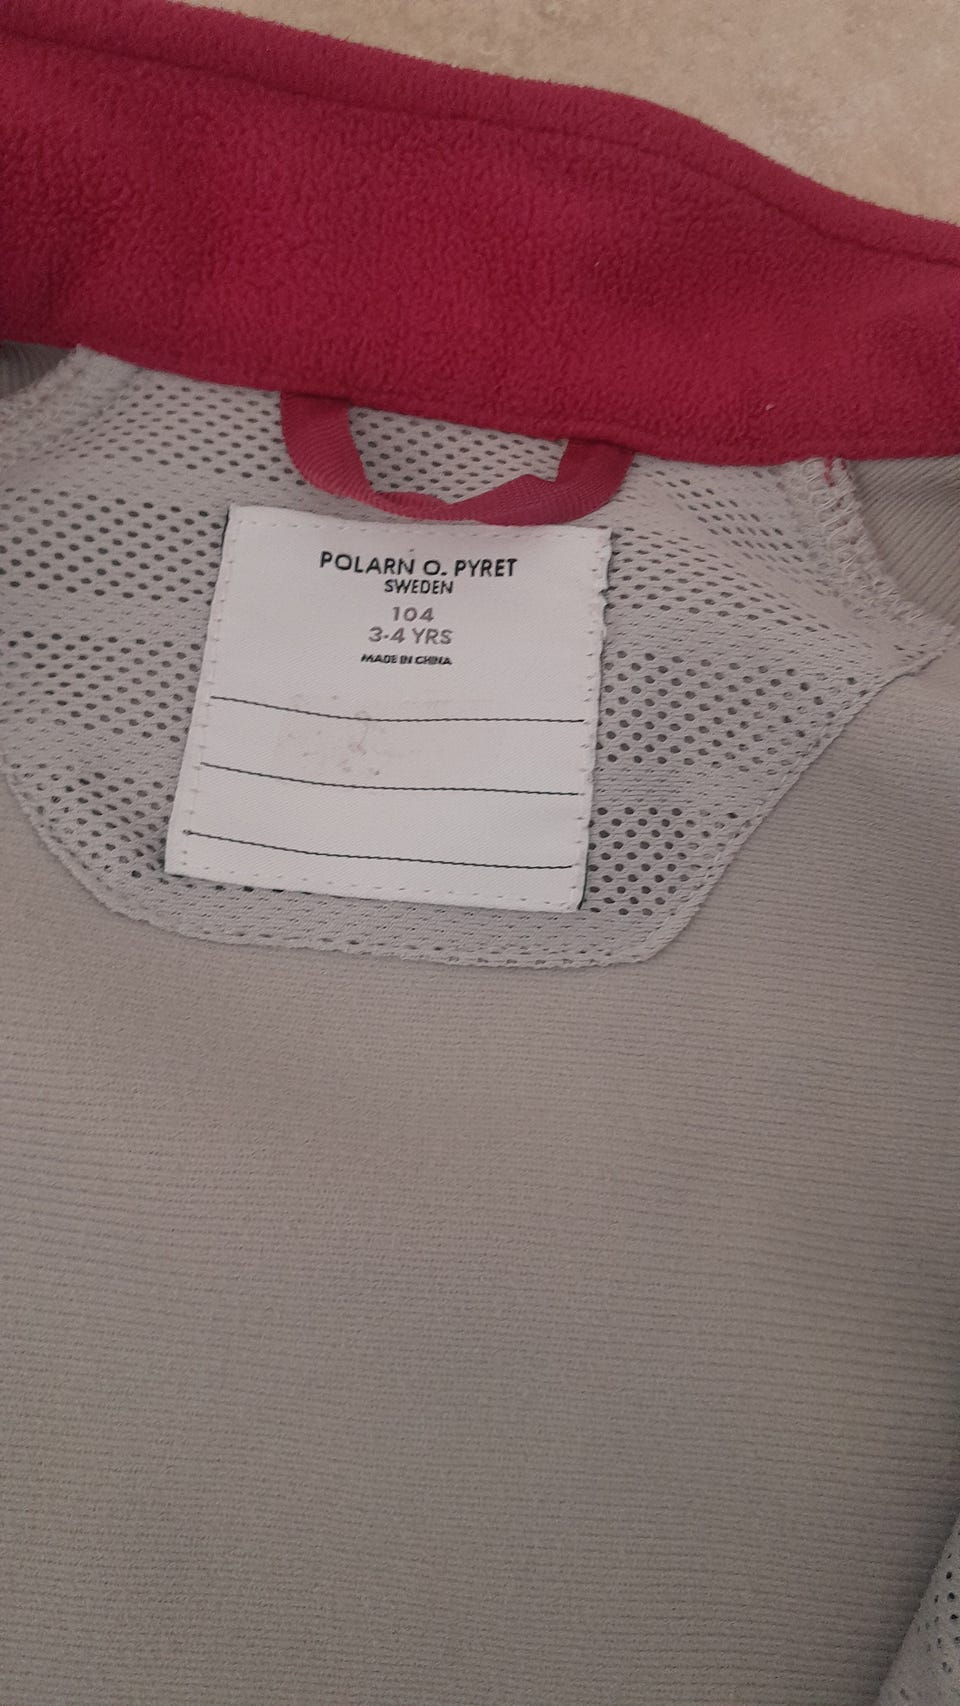 POLARN O. PYRET
SWEDEN
104
3-4 YRS
MADE IN CHINA